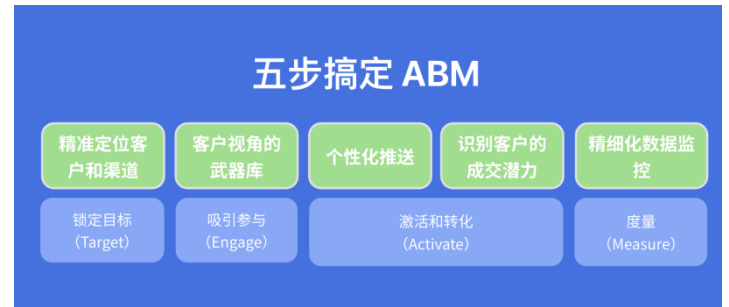 五步搞定 ABM
精准定位客
户和渠道
客户视角的
武器库
个性化推送
识别客户的
成交潜力
精细化数据监
控
锁定目标
（Target）
吸引参与
（Engage）
激活和转化
（Activate）
度量
（Measure）